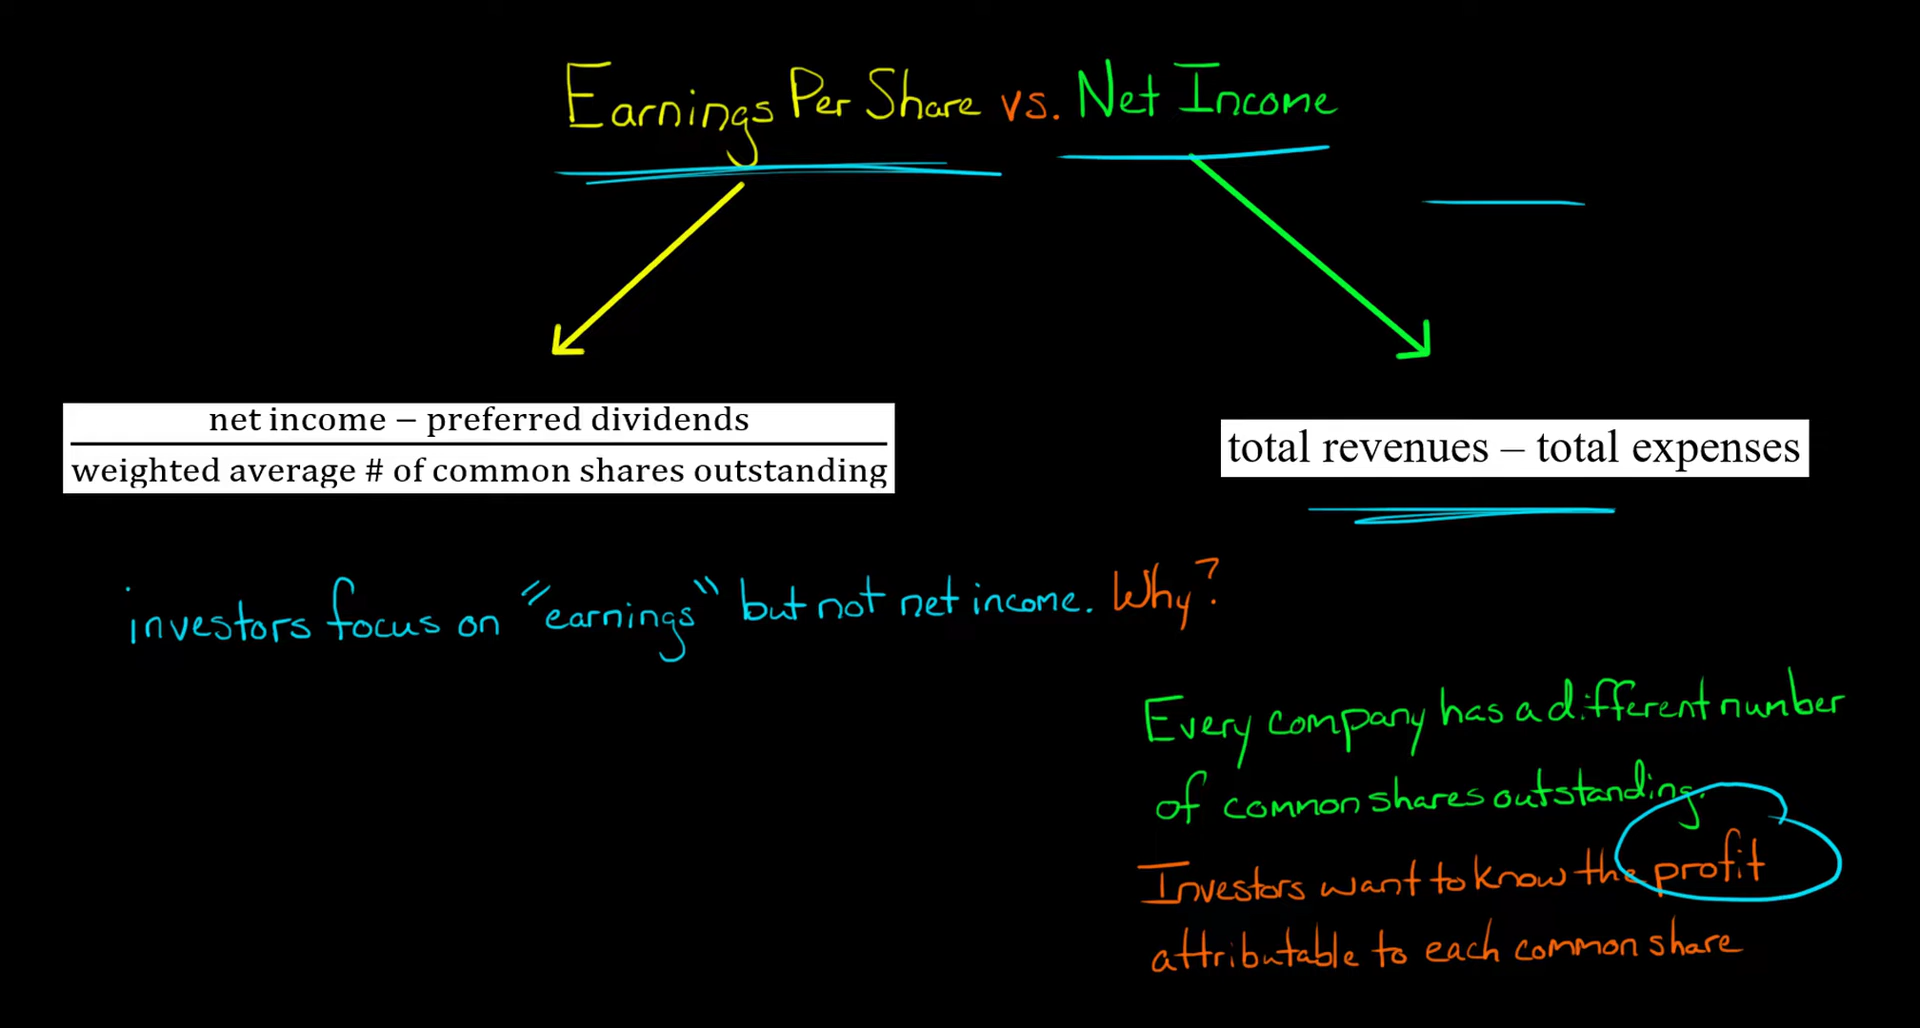 Earnings Per Share vs. Net Income
net income – preferred dividends
weighted average # of common shares outstanding
total revenues – total expenses
investors focus on "earnings" but not net income. Why?
Every company has a different number
of common shares outstanding.
Investors want to know the profit
attributable to each common share